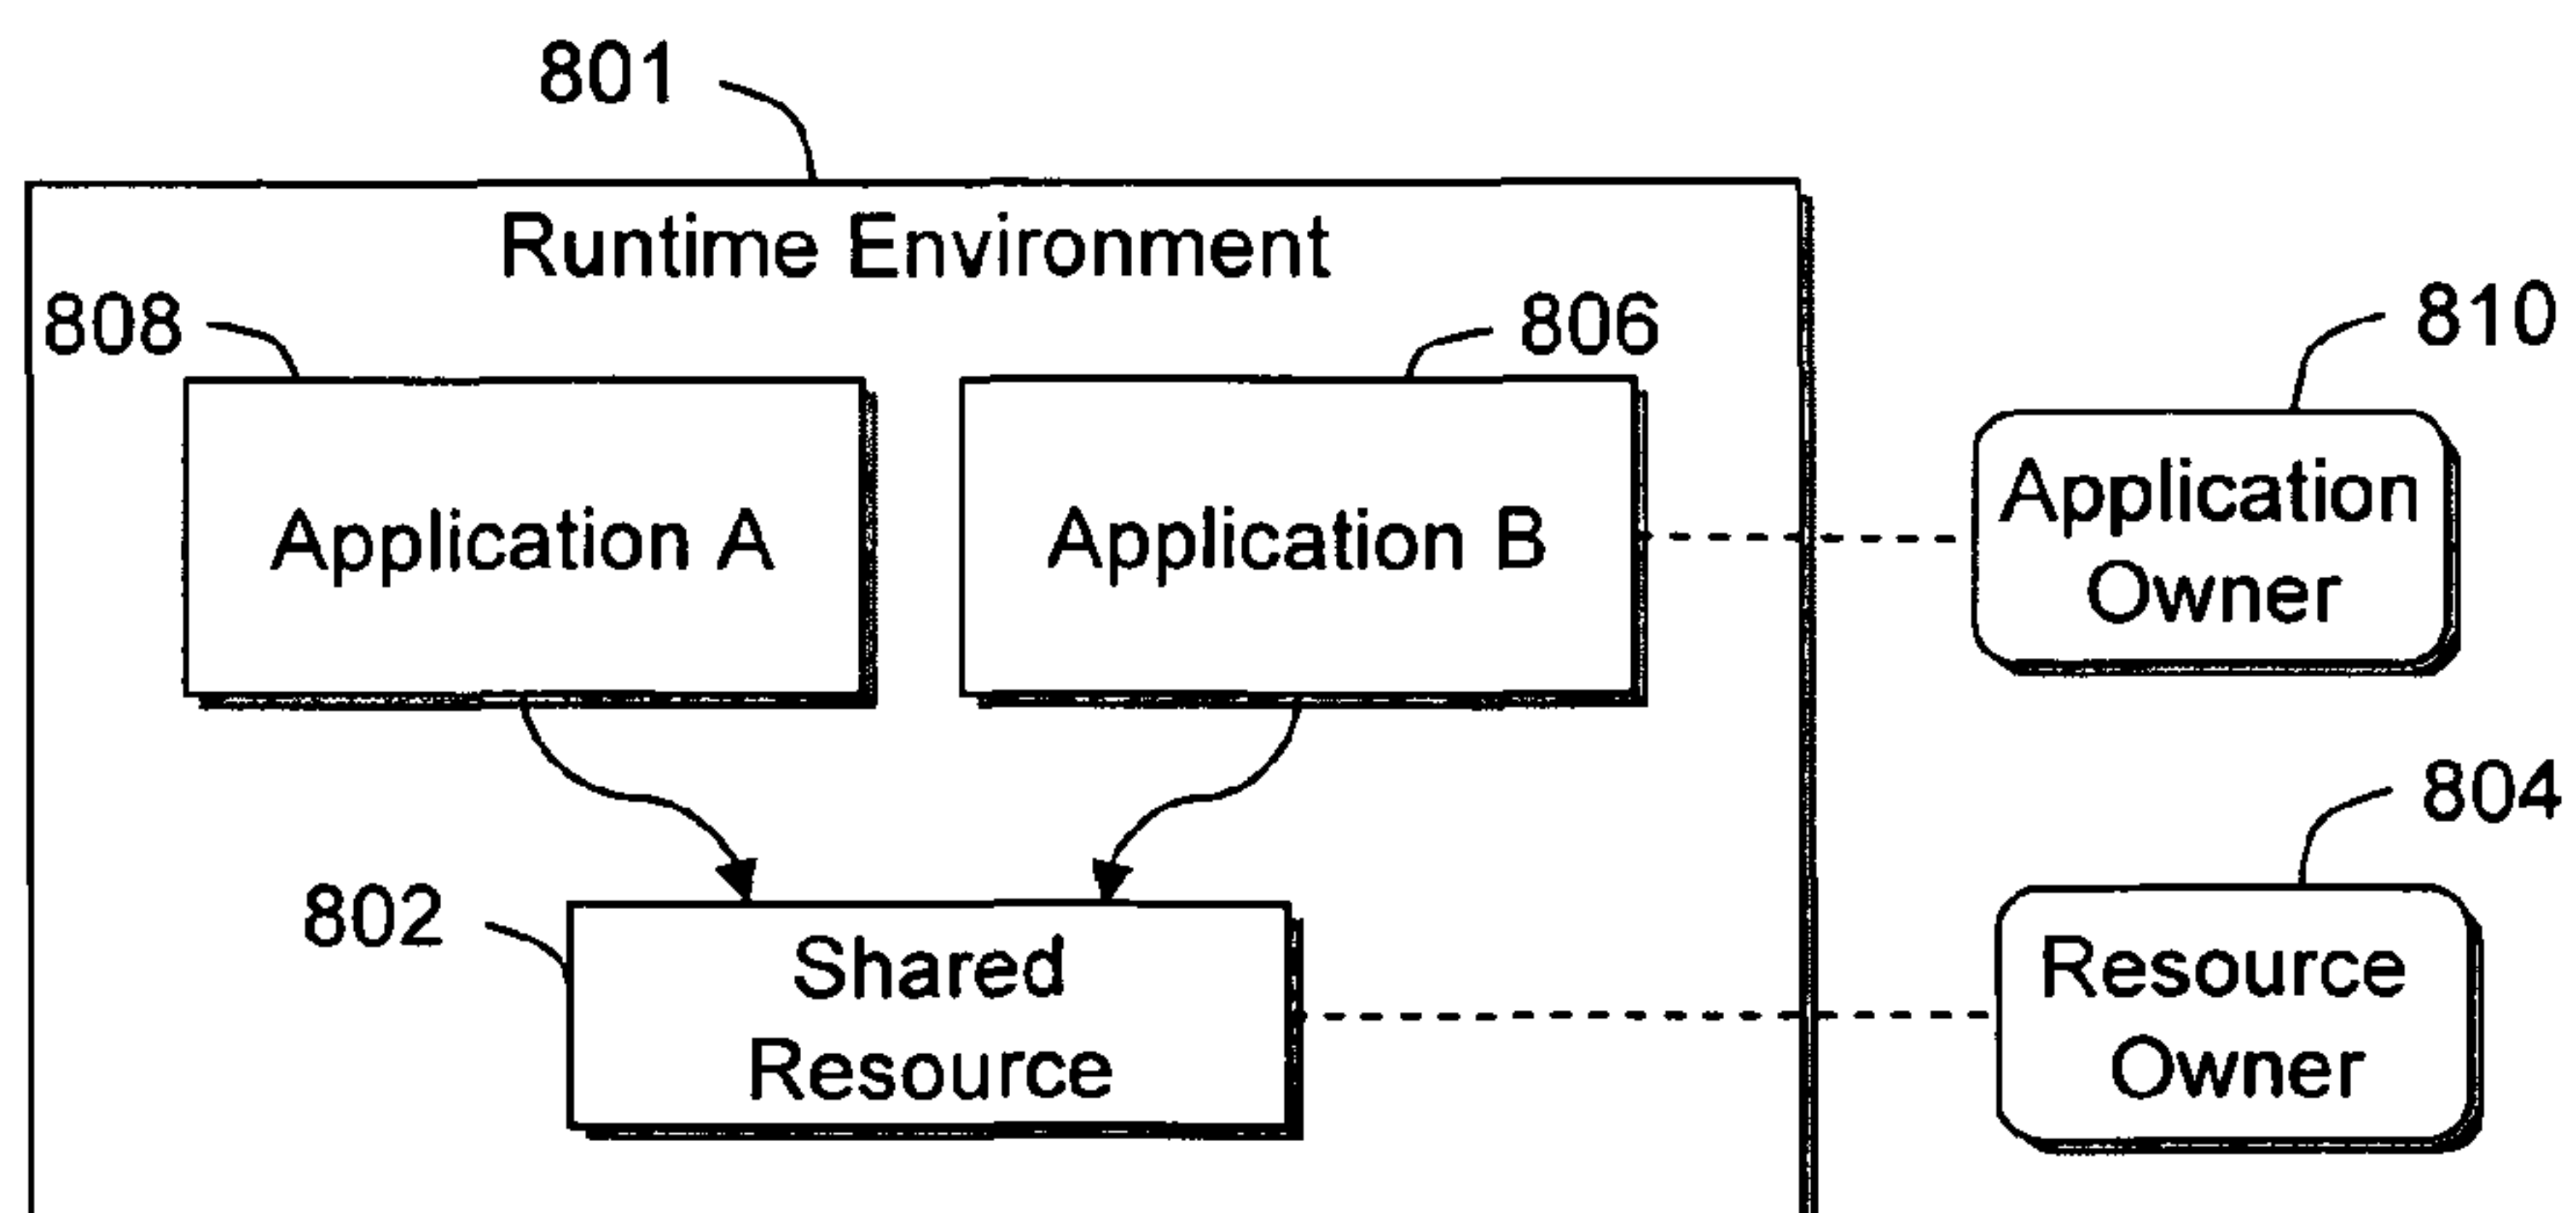 801
Runtime Environment
808
806
810
Application A
Application B
Application
Owner
804
802
Shared
Resource
Resource
Owner